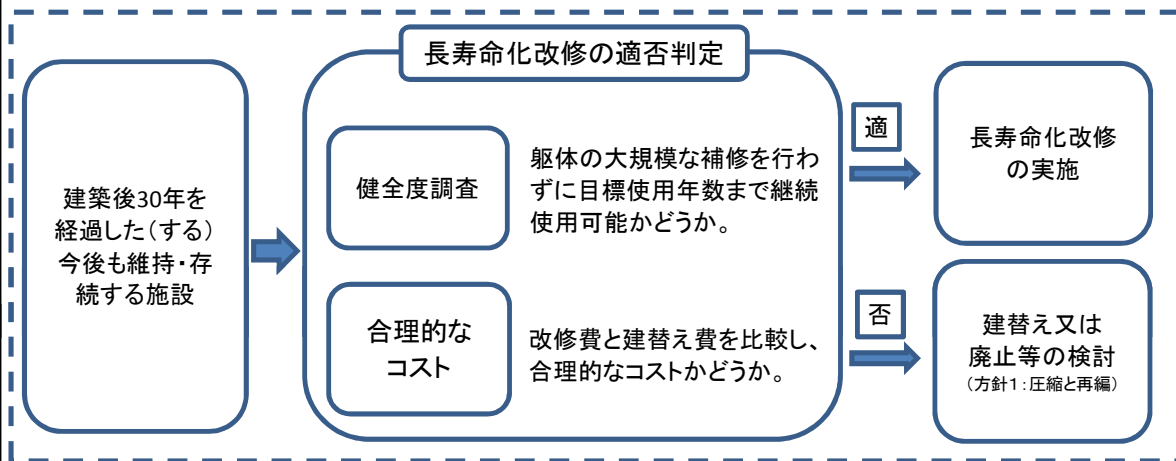 長寿命化改修の適否判定
建築後30年を
経過した（する）
今後も維持・存
続する施設
健全度調査
躯体の大規模な補修を行わ
ずに目標使用年数まで継続
使用可能かどうか。
合理的な
コスト
改修費と建替え費を比較し、
合理的なコストかどうか。
適
長寿命化改修
の実施
否
建替え又は
廃止等の検討
（方針1：圧縮と再編）